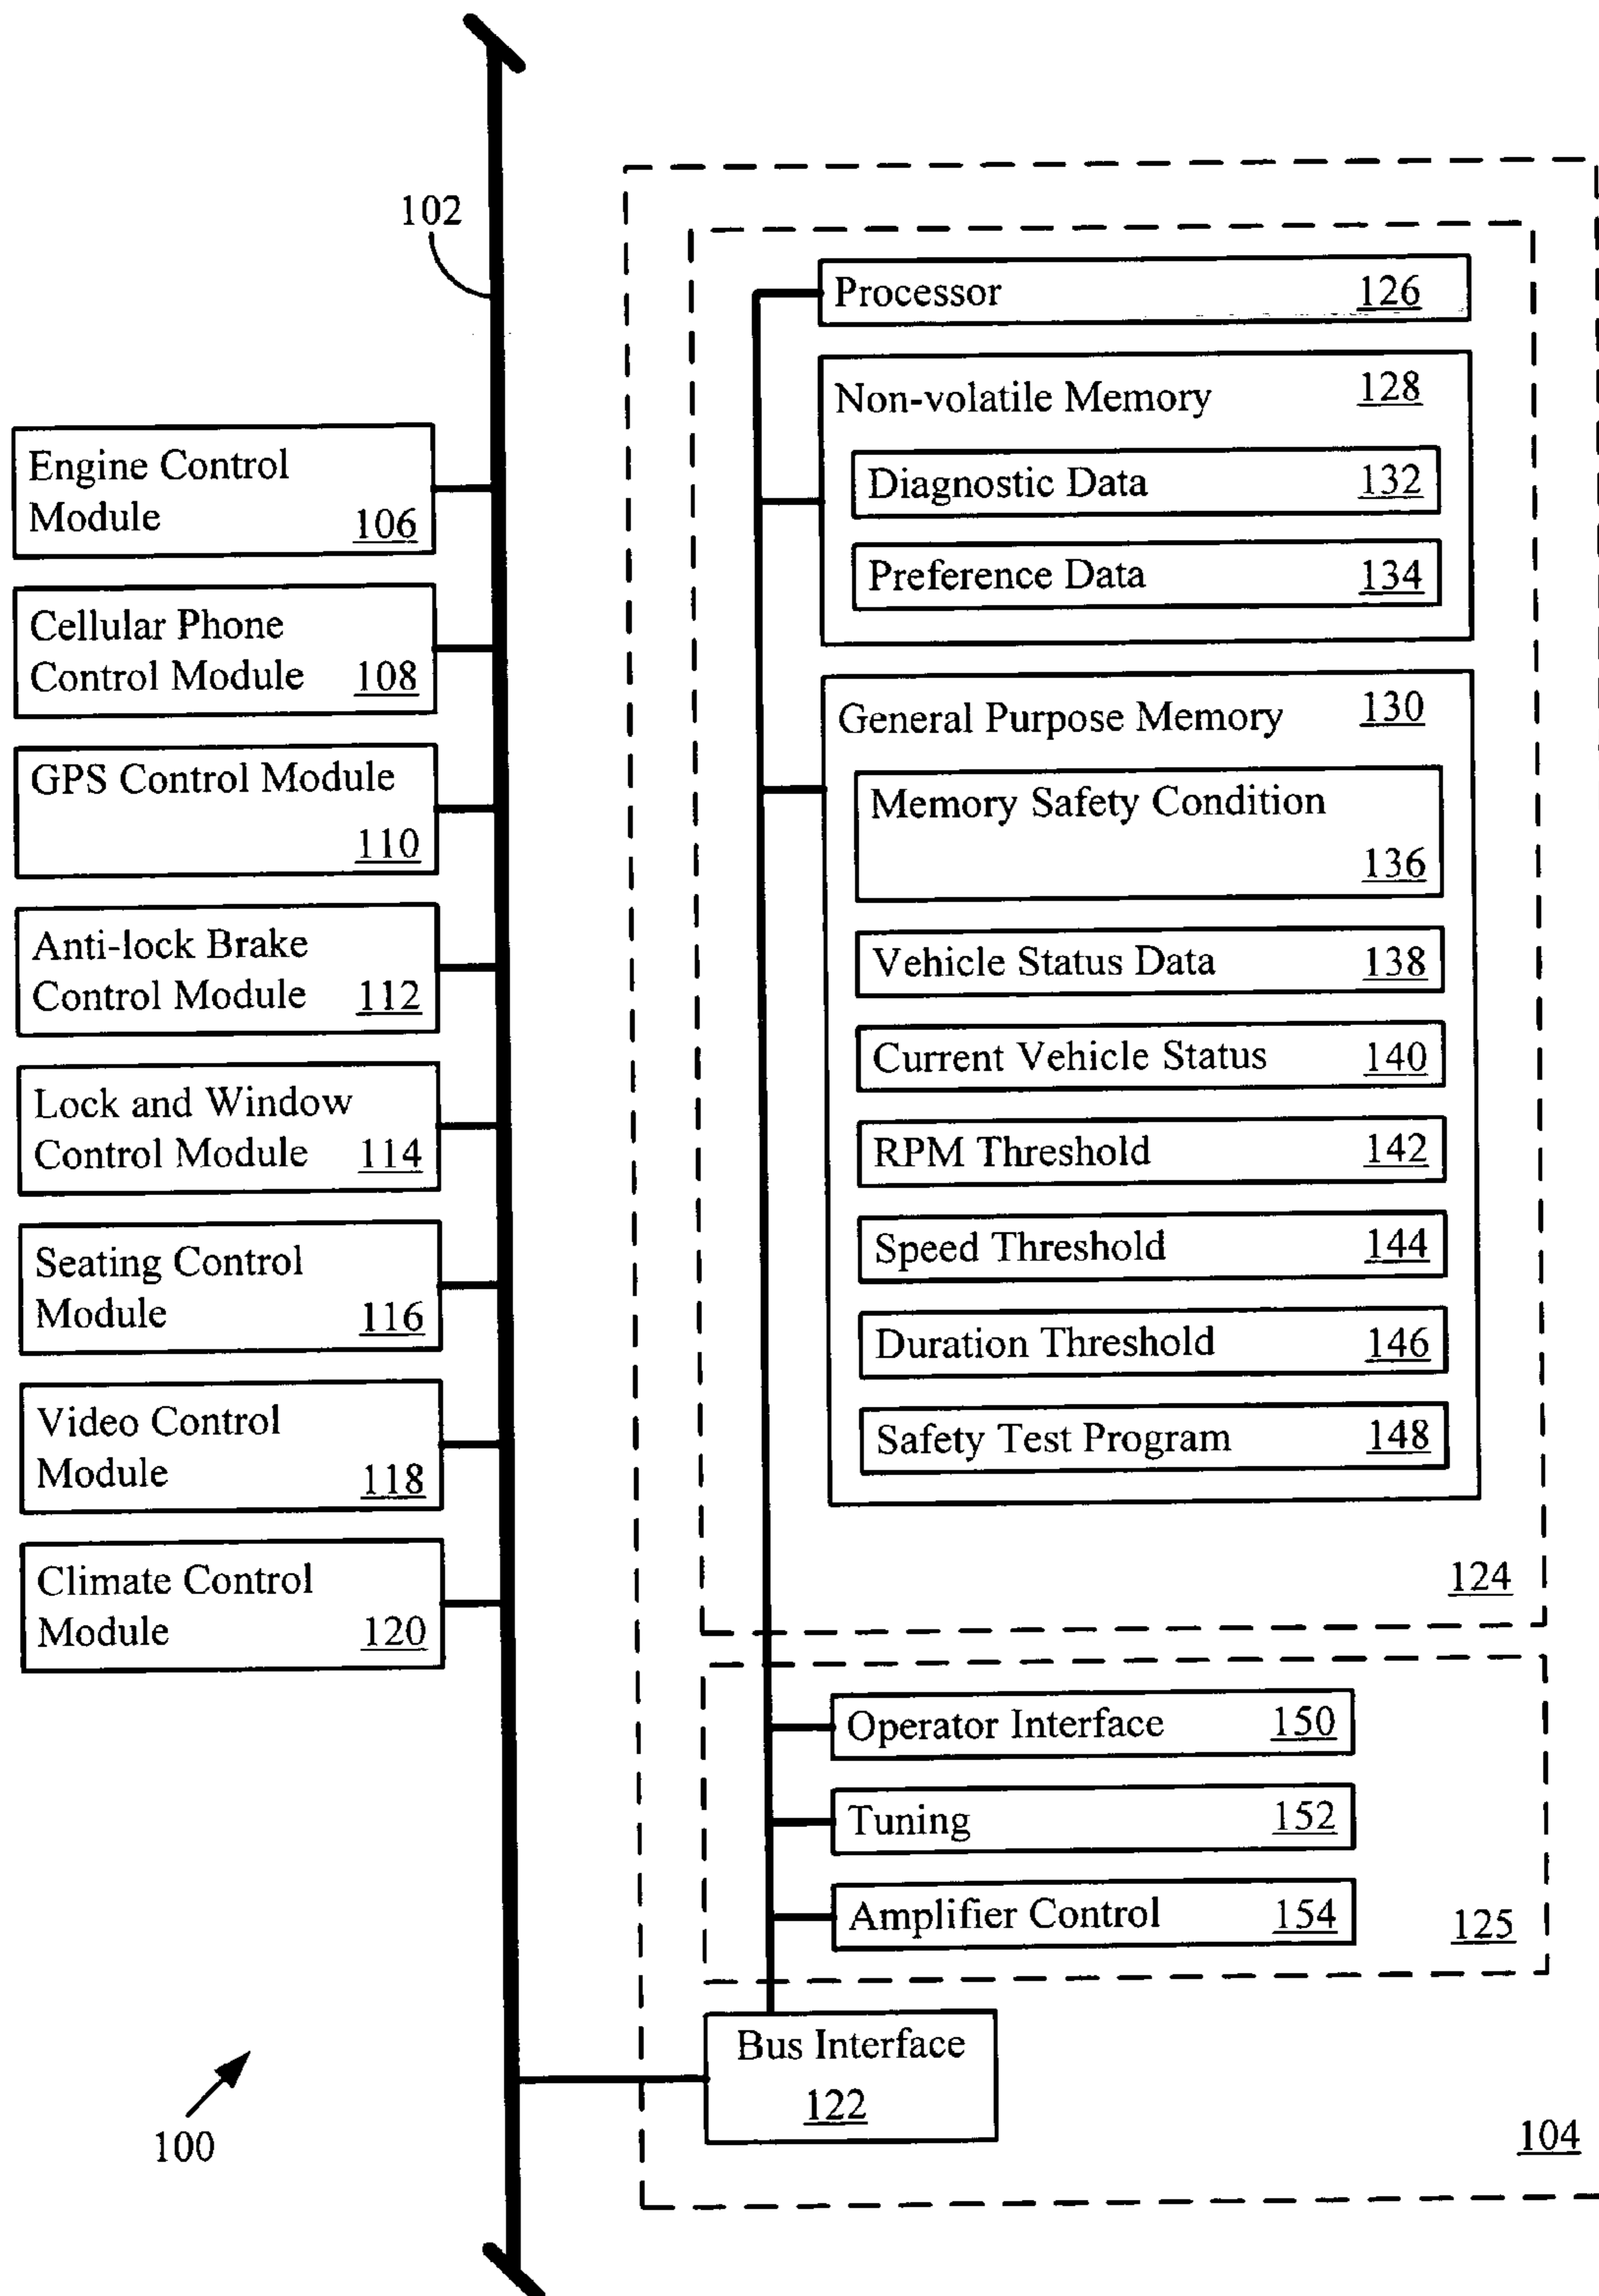 102
Engine Control
Module 106
Cellular Phone
Control Module 108
GPS Control Module
110
Anti-lock Brake
Control Module 112
Lock and Window
Control Module 114
Seating Control
Module 116
Video Control
Module 118
Climate Control
Module 120
Processor 126
Non-volatile Memory 128
Diagnostic Data 132
Preference Data 134
General Purpose Memory 130
Memory Safety Condition
136
Vehicle Status Data 138
Current Vehicle Status 140
RPM Threshold 142
Speed Threshold 144
Duration Threshold 146
Safety Test Program 148
124
Operator Interface 150
Tuning 152
Amplifier Control 154
125
Bus Interface
122
104
100